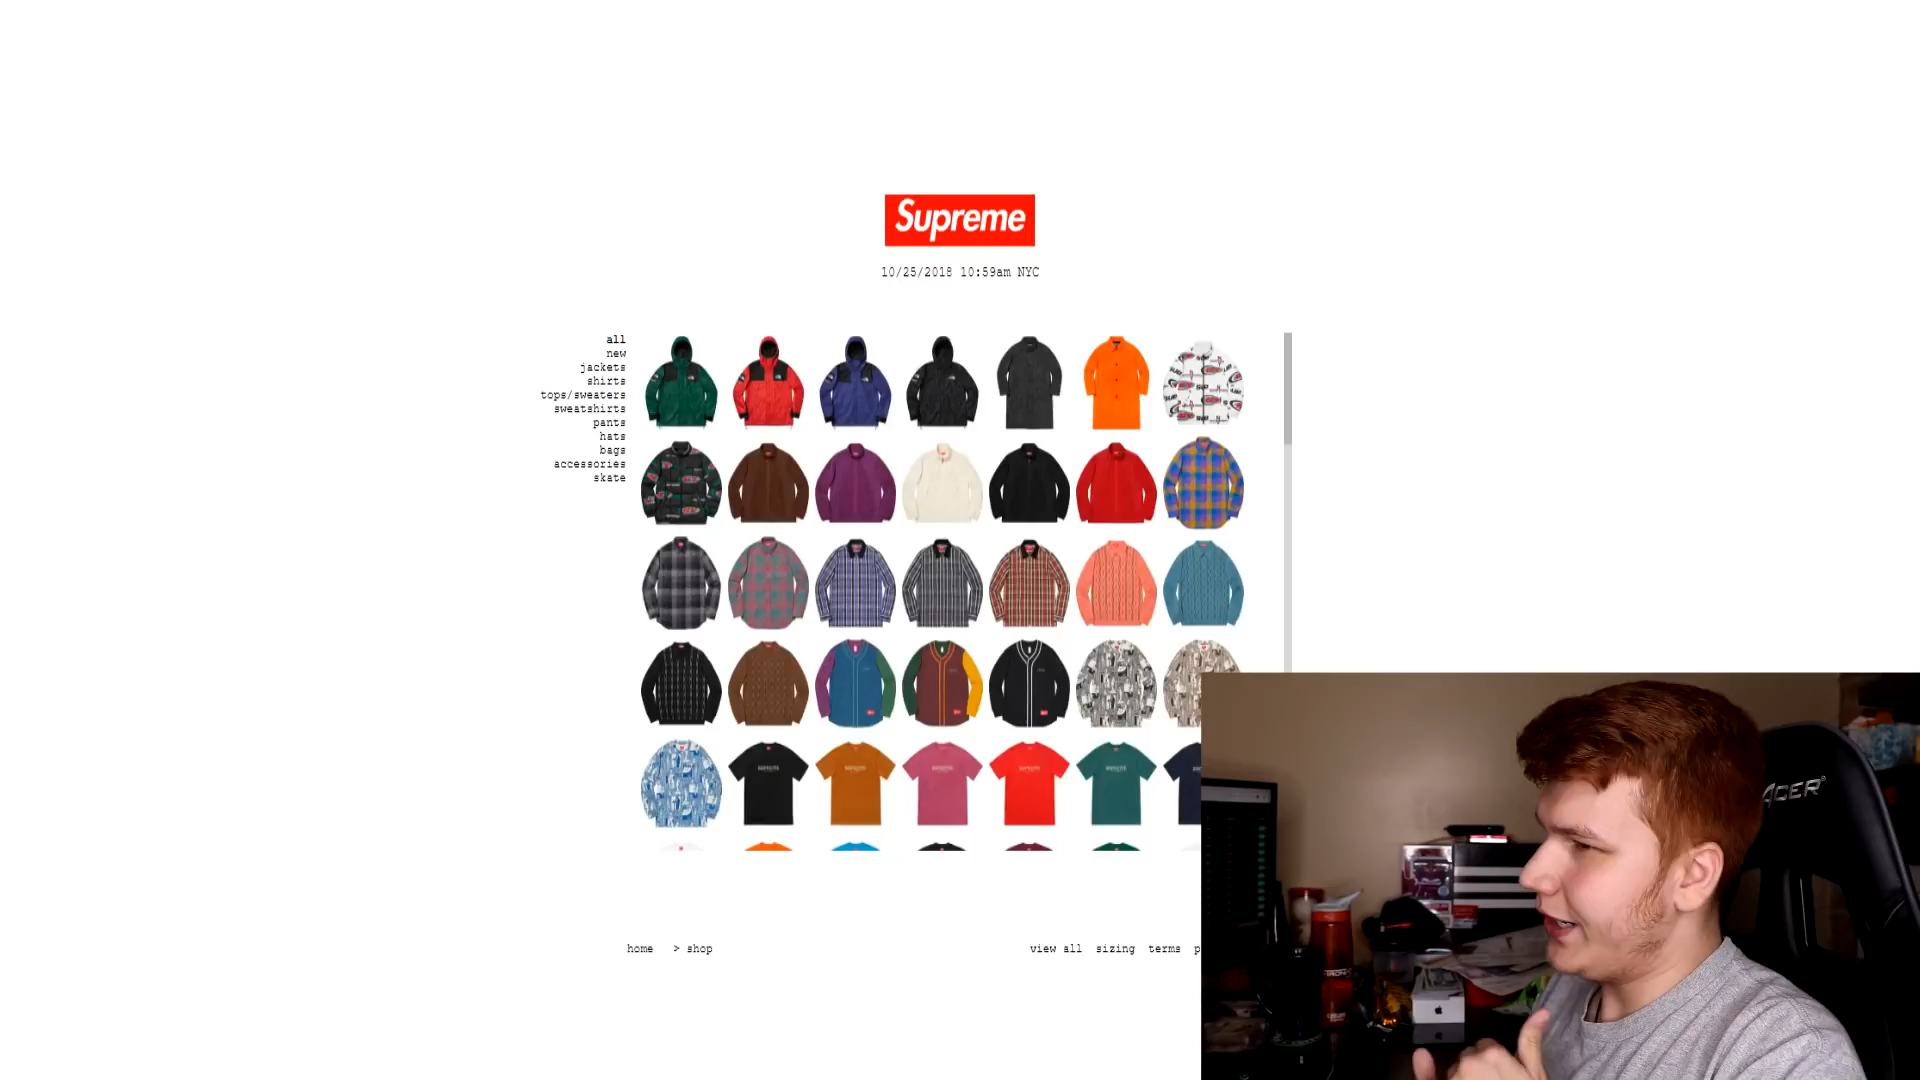 Supreme
10/25/2018 10:59am NYC
all
new
jackets
shirts
tops/sweaters
sweatshirts
pants
hats
bags
accessories
skate
home > shop
view all sizing terms p
ACER